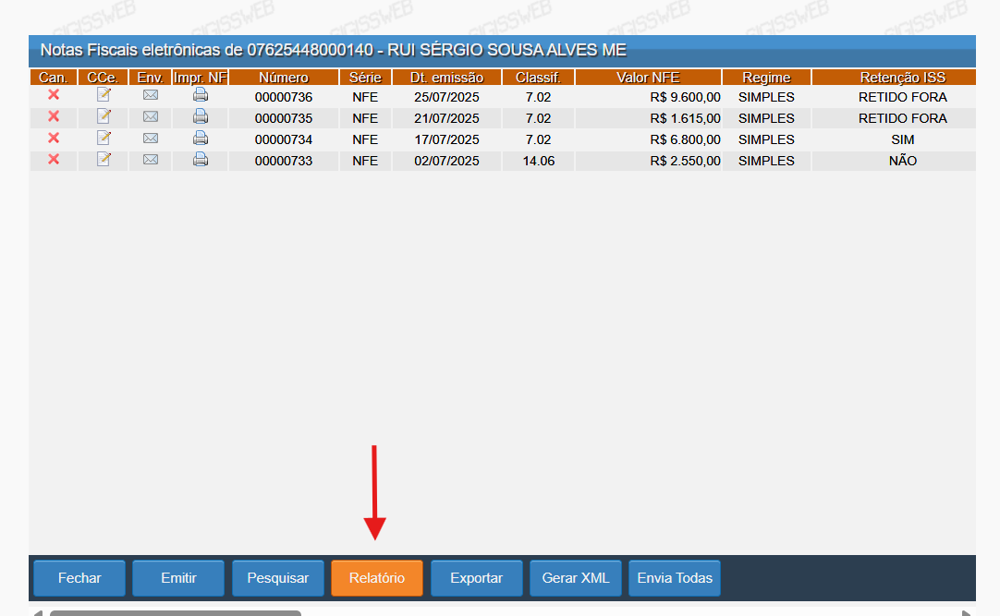 SIGISSWEB SIGISSWEB SIGISSWEB SIGISSWEB SIGISSWEB SIGISSWEB SIGISSWEB
Notas Fiscais eletrônicas de 07625448000140 - RUI SÉRGIO SOUSA ALVES ME
Can. CCe. Env. Impr. NF Número Série Dt. emissão Classif. Valor NFE Regime Retenção ISS
00000736 NFE 25/07/2025 7.02 R$ 9.600,00 SIMPLES RETIDO FORA
00000735 NFE 21/07/2025 7.02 R$ 1.615,00 SIMPLES RETIDO FORA
00000734 NFE 17/07/2025 7.02 R$ 6.800,00 SIMPLES SIM
00000733 NFE 02/07/2025 14.06 R$ 2.550,00 SIMPLES NÃO
Fechar Emitir Pesquisar Relatório Exportar Gerar XML Envia Todas